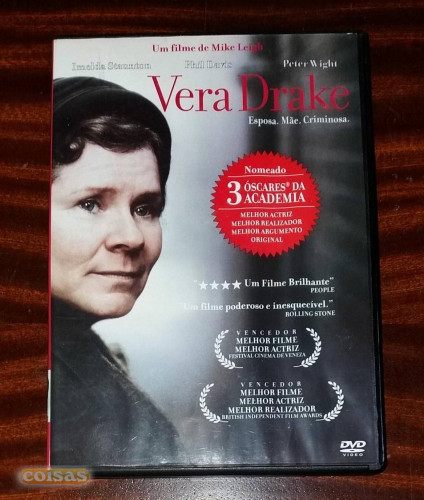 Um filme de Mike Leigh
Imelda Staunton Phil Davis Peter Wight
Vera Drake
Esposa. Mãe. Criminosa.
Nomeado
3 ÓSCARES® DA
ACADEMIA
MELHOR ACTRIZ
MELHOR REALIZADOR
MELHOR ARGUMENTO
ORIGINAL
"★★★★ Um Filme Brilhante"
PEOPLE
"Um filme poderoso e inesquecível."
ROLLING STONE
VENCEDOR
MELHOR FILME
MELHOR ACTRIZ
FESTIVAL CINEMA DE VENEZA
VENCEDOR
MELHOR FILME
MELHOR ACTRIZ
MELHOR REALIZADOR
BRITISH INDEPENDENT FILM AWARDS
DVD
VIDEO
coisas